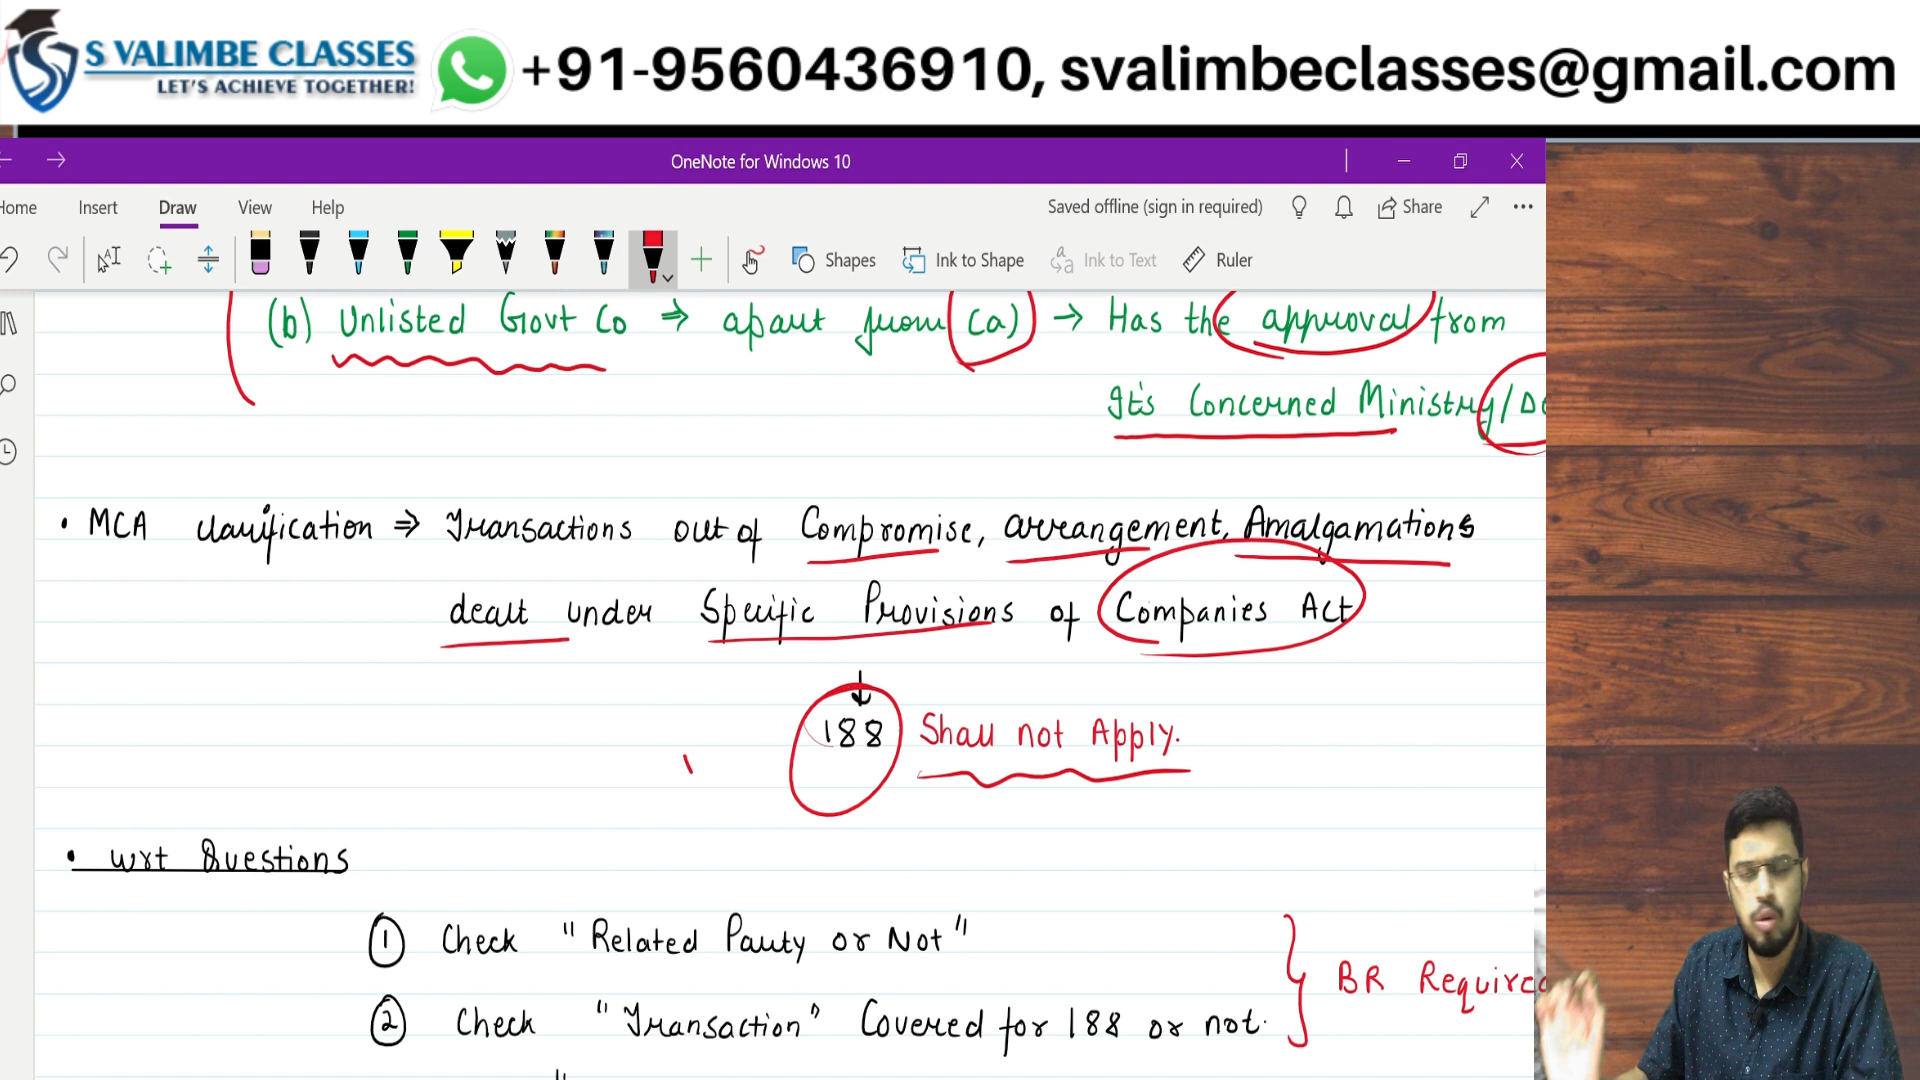 S VALIMBE CLASSES
LET'S ACHIEVE TOGETHER!
+91-9560436910, svalimbeclasses@gmail.com
OneNote for Windows 10
Home Insert Draw View Help
Saved offline (sign in required) Share
Shapes Ink to Shape Ink to Text Ruler
(b) Unlisted Govt Co ⇒ apart from (a) → Has the approval from
It's Concerned Ministry/De
• MCA clarification ⇒ Transactions out of Compromise, arrangement, Amalgamations
dealt under Specific Provisions of Companies Act
↓
188 Shall not Apply.
• wrt Questions
① Check "Related Party or Not"
② Check "Transaction" Covered for 188 or not.
} BR Required